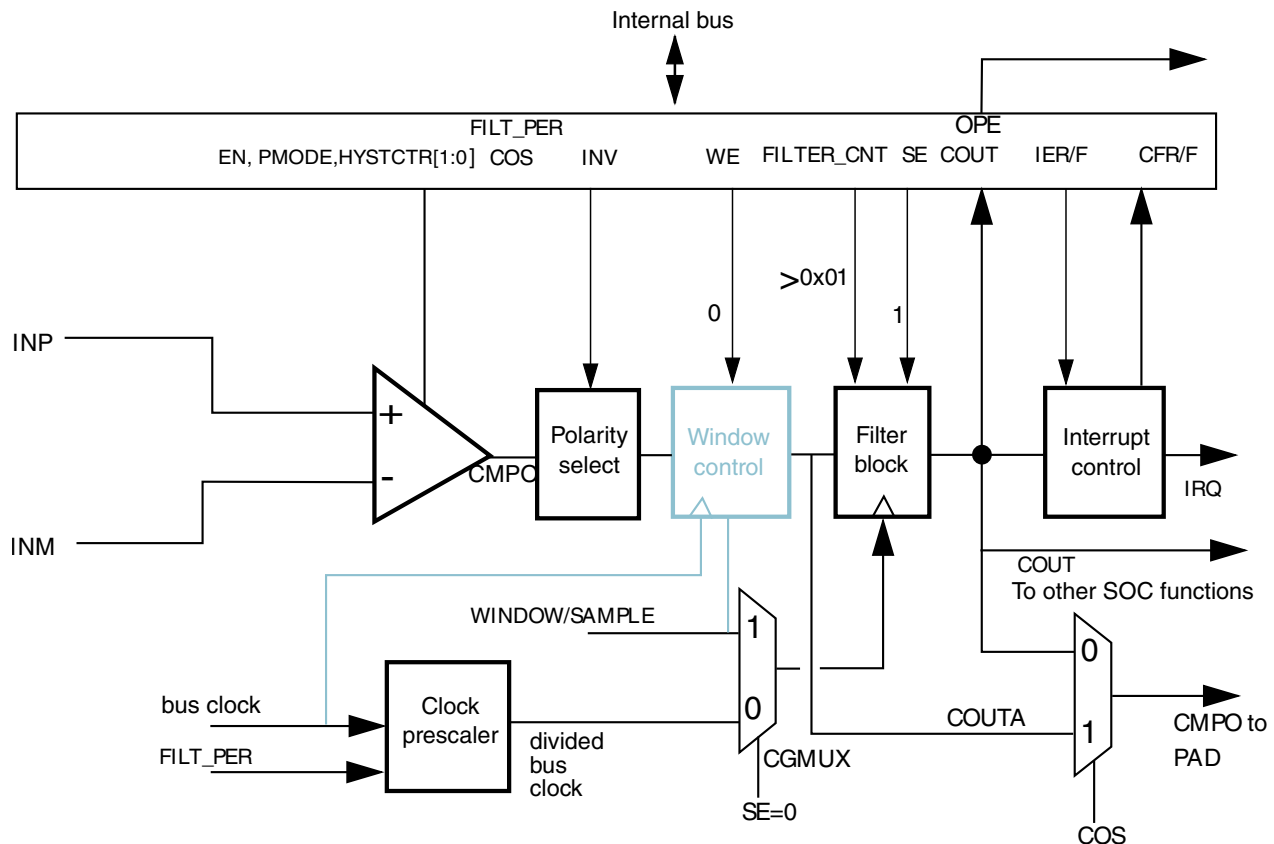 Internal bus
FILT_PER
OPE
EN, PMODE,HYSTCTR[1:0]
COS
INV
WE
FILTER_CNT
SE
COUT
IER/F
CFR/F
>0x01
0
1
INP
INM
+
-
CMPO
Polarity
select
Window
control
Filter
block
Interrupt
control
IRQ
COUT
To other SOC functions
WINDOW/SAMPLE
1
0
CGMUX
SE=0
bus clock
FILT_PER
Clock
prescaler
divided
bus
clock
COUTA
0
1
COS
CMPO to
PAD